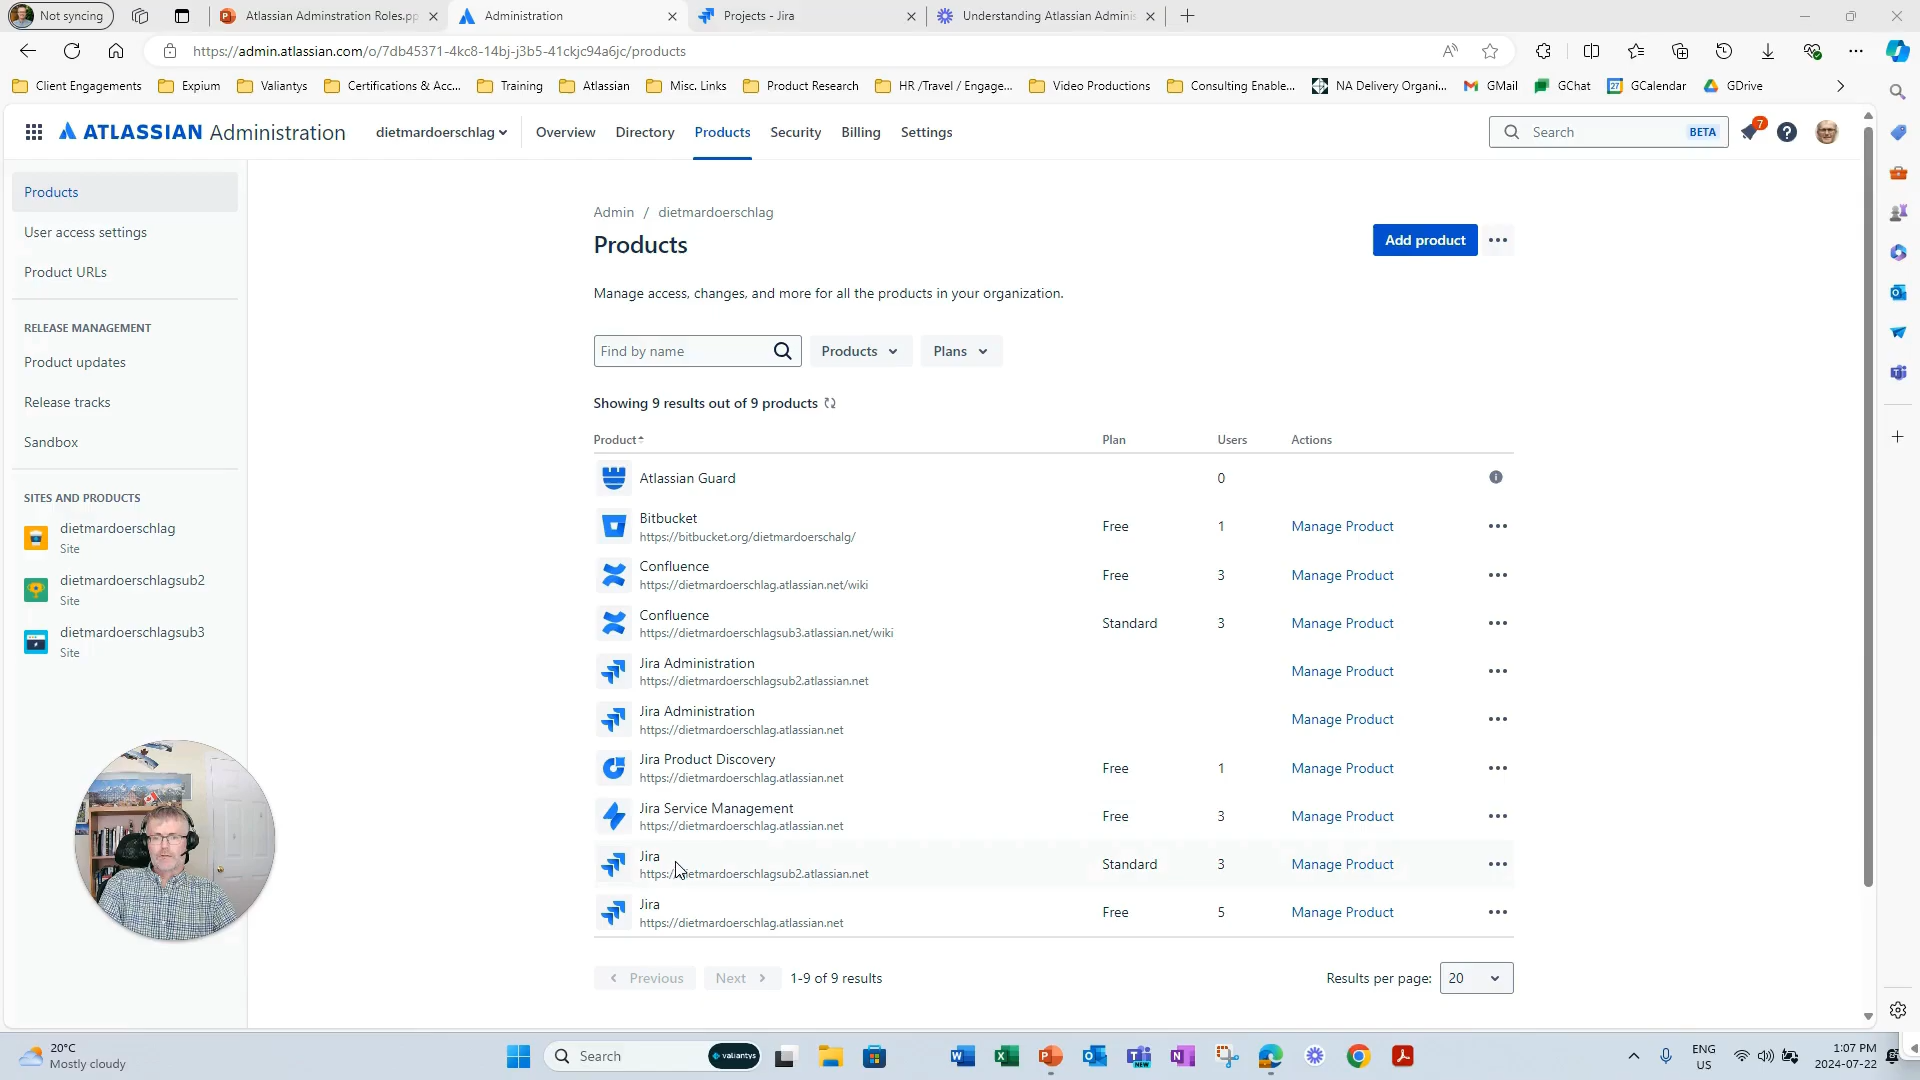 Not syncing
Atlassian Adminstration Roles.pp
Administration
Projects - Jira
Understanding Atlassian Adminis
https://admin.atlassian.com/o/7db45371-4kc8-14bj-j3b5-41ckjc94a6jc/products
Client Engagements
Expium
Valiantys
Certifications & Acc...
Training
Atlassian
Misc. Links
Product Research
HR /Travel / Engage...
Video Productions
Consulting Enable...
NA Delivery Organi...
GMail
GChat
27
GCalendar
GDrive
ATLASSIAN Administration
dietmardoerschlag
Overview
Directory
Products
Security
Billing
Settings
Search
BETA
7
Products
User access settings
Product URLs
RELEASE MANAGEMENT
Product updates
Release tracks
Sandbox
SITES AND PRODUCTS
dietmardoerschlag
Site
dietmardoerschlagsub2
Site
dietmardoerschlagsub3
Site
Admin / dietmardoerschlag
Products
Add product
Manage access, changes, and more for all the products in your organization.
Find by name
Products
Plans
Showing 9 results out of 9 products
Product Plan Users Actions
Atlassian Guard 0
Bitbucket
https://bitbucket.org/dietmardoerschalg/
Free 1 Manage Product
Confluence
https://dietmardoerschlag.atlassian.net/wiki
Free 3 Manage Product
Confluence
https://dietmardoerschlagsub3.atlassian.net/wiki
Standard 3 Manage Product
Jira Administration
https://dietmardoerschlagsub2.atlassian.net
Manage Product
Jira Administration
https://dietmardoerschlag.atlassian.net
Manage Product
Jira Product Discovery
https://dietmardoerschlag.atlassian.net
Free 1 Manage Product
Jira Service Management
https://dietmardoerschlag.atlassian.net
Free 3 Manage Product
Jira
https://dietmardoerschlagsub2.atlassian.net
Standard 3 Manage Product
Jira
https://dietmardoerschlag.atlassian.net
Free 5 Manage Product
Previous
Next
1-9 of 9 results
Results per page:
20
20°C
Mostly cloudy
Search
valiantys
NEW
ENG
US
1:07 PM
2024-07-22